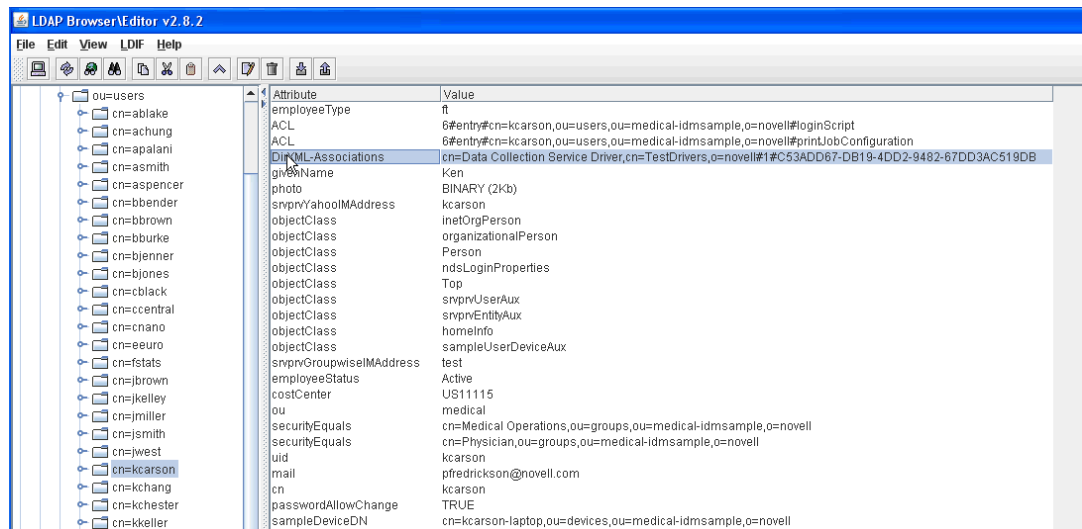 LDAP Browser\Editor v2.8.2
File Edit View LDIF Help
ou=users
cn=ablake
cn=achung
cn=apalani
cn=asmith
cn=aspencer
cn=bbender
cn=bbrown
cn=bburke
cn=bjenner
cn=bjones
cn=cblack
cn=ccentral
cn=cnano
cn=eeuro
cn=fstats
cn=jbrown
cn=jkelley
cn=jmiller
cn=jsmith
cn=jwest
cn=kcarson
cn=kchang
cn=kchester
cn=kkeller
Attribute Value
employeeType ft
ACL 6#entry#cn=kcarson,ou=users,ou=medical-idmsample,o=novell#loginScript
ACL 6#entry#cn=kcarson,ou=users,ou=medical-idmsample,o=novell#printJobConfiguration
DirXML-Associations cn=Data Collection Service Driver,cn=TestDrivers,o=novell#1#C53ADD67-DB19-4DD2-9482-67DD3AC519DB
givenName Ken
photo BINARY (2Kb)
srvprvYahooIMAddress kcarson
objectClass inetOrgPerson
objectClass organizationalPerson
objectClass Person
objectClass ndsLoginProperties
objectClass Top
objectClass srvprvUserAux
objectClass srvprvEntityAux
objectClass homeInfo
objectClass sampleUserDeviceAux
srvprvGroupwiseIMAddress test
employeeStatus Active
costCenter US11115
ou medical
securityEquals cn=Medical Operations,ou=groups,ou=medical-idmsample,o=novell
securityEquals cn=Physician,ou=groups,ou=medical-idmsample,o=novell
uid kcarson
mail pfredrickson@novell.com
cn kcarson
passwordAllowChange TRUE
sampleDeviceDN cn=kcarson-laptop,ou=devices,ou=medical-idmsample,o=novell